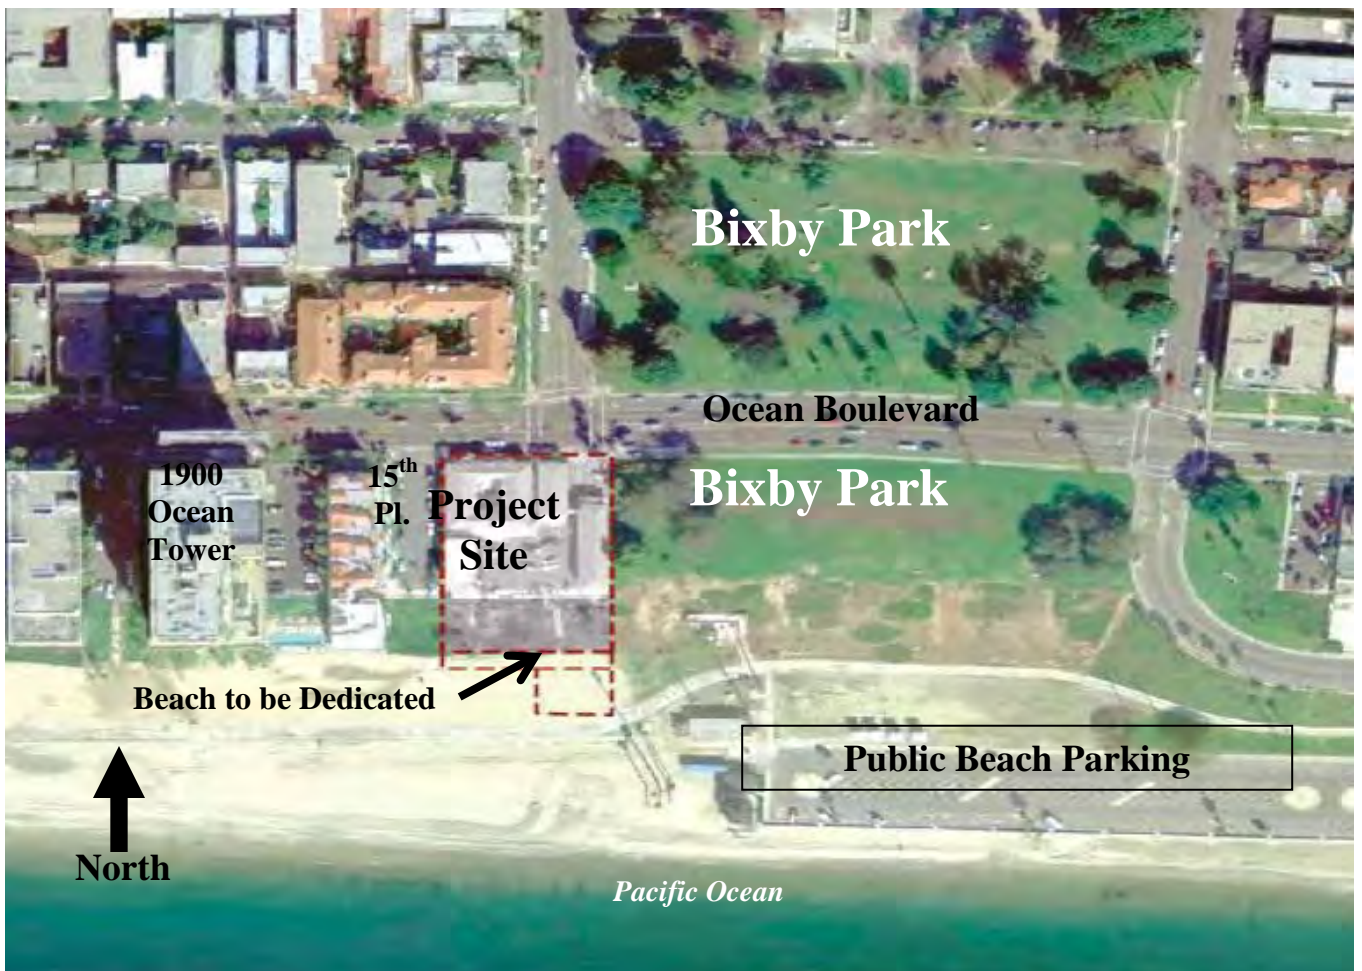 Bixby Park
Ocean Boulevard
1900
Ocean
Tower
15th
Pl.
Project
Site
Bixby Park
Beach to be Dedicated
Public Beach Parking
North
Pacific Ocean